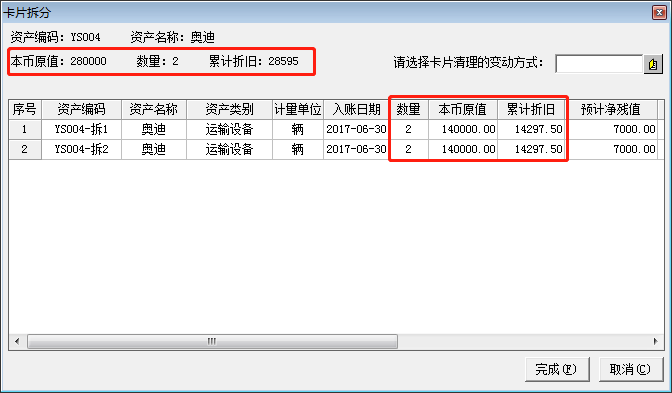 卡片拆分
资产编码: YS004 资产名称: 奥迪
本币原值: 280000 数量: 2 累计折旧: 28595 请选择卡片清理的变动方式:
序号 资产编码 资产名称 资产类别 计量单位 入账日期 数量 本币原值 累计折旧 预计净残值
1 YS004-拆1 奥迪 运输设备 辆 2017-06-30 2 140000.00 14297.50 7000.00
2 YS004-拆2 奥迪 运输设备 辆 2017-06-30 2 140000.00 14297.50 7000.00
完成(F) 取消(C)